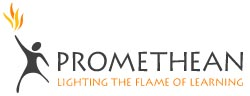 PROMETHEAN
LIGHTING THE FLAME OF LEARNING